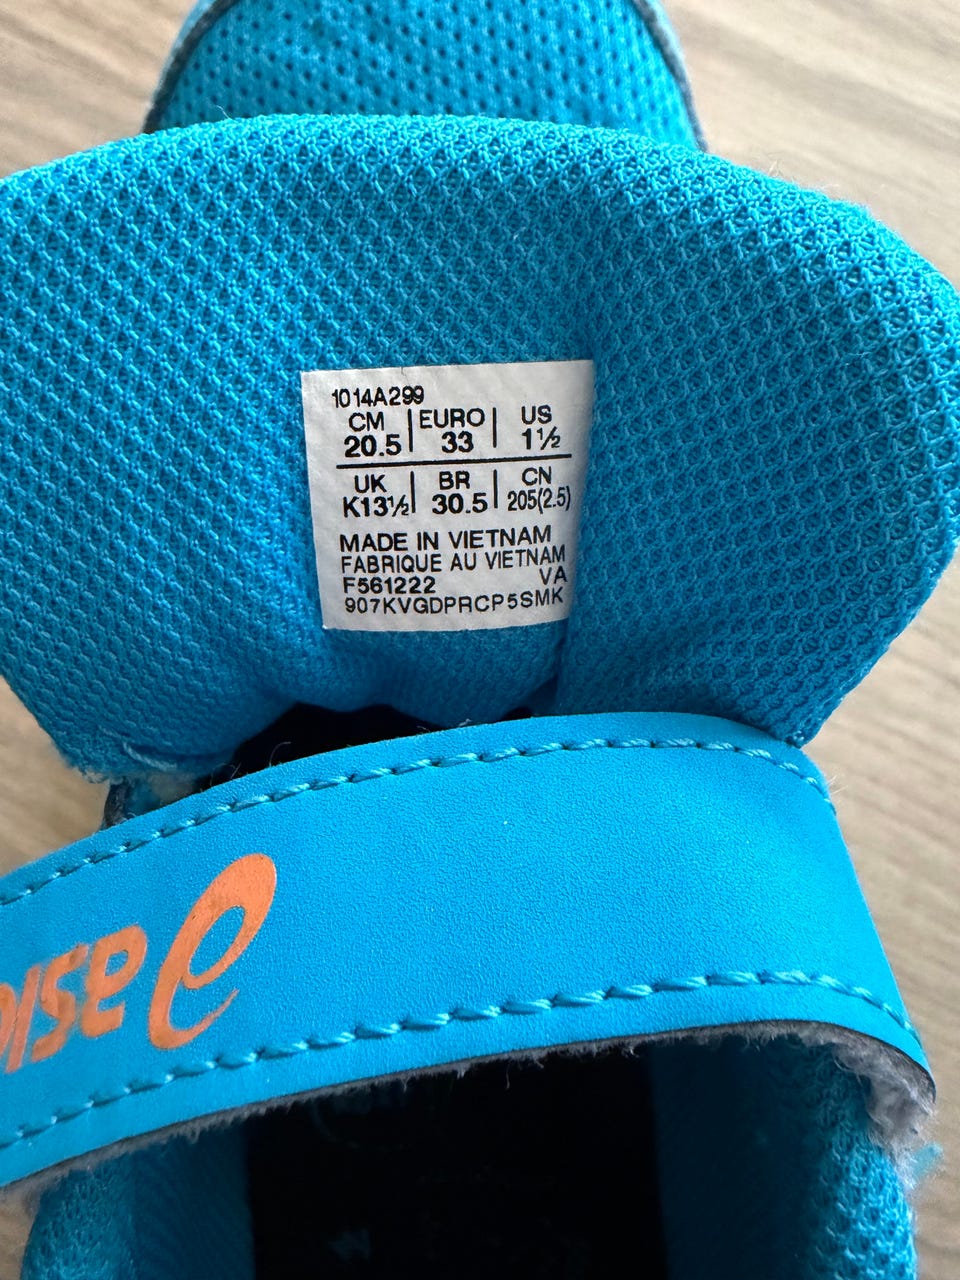 1014A299
CM | EURO | US
20.5 | 33 | 1½
UK | BR | CN
K13½ | 30.5 | 205(2.5)
MADE IN VIETNAM
FABRIQUE AU VIETNAM
F561222 VA
907KVGDPRCP5SMK
asic